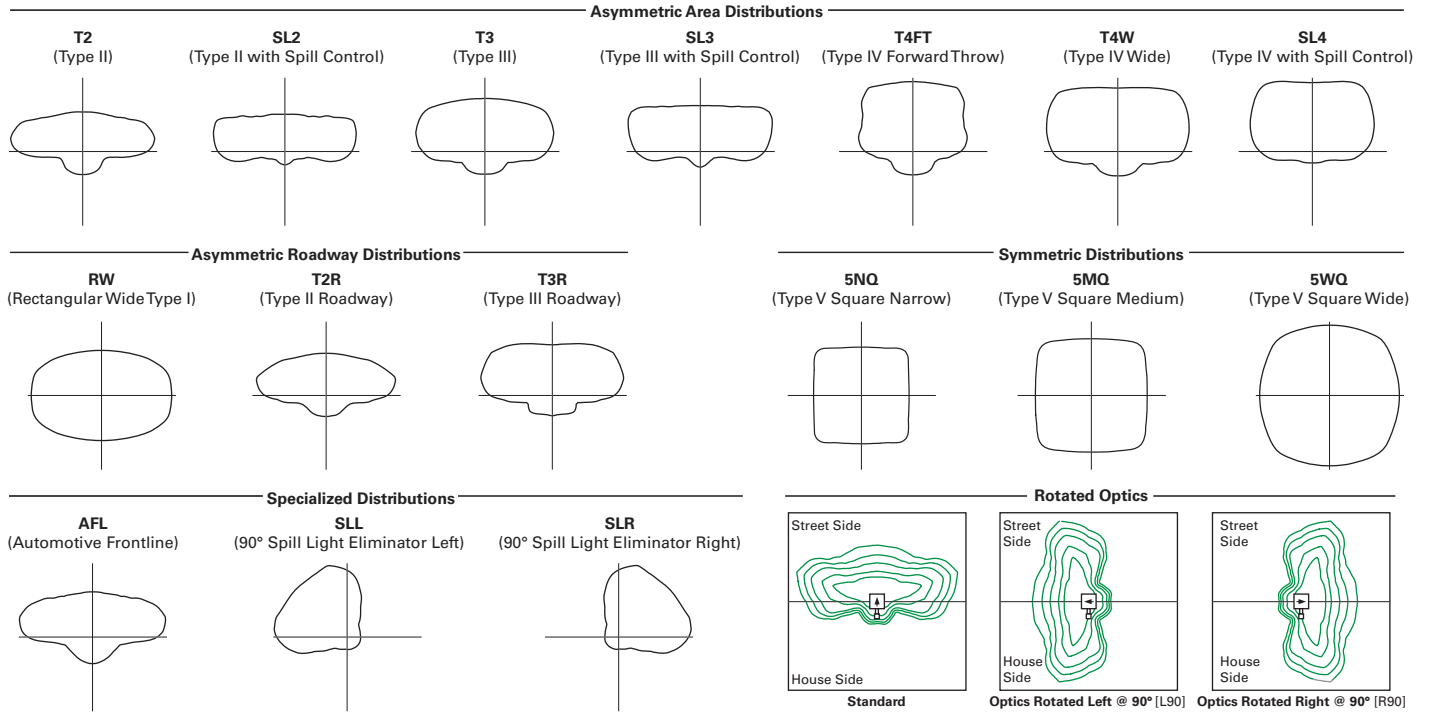 Asymmetric Area Distributions
T2
(Type II)
SL2
(Type II with Spill Control)
T3
(Type III)
SL3
(Type III with Spill Control)
T4FT
(Type IV Forward Throw)
T4W
(Type IV Wide)
SL4
(Type IV with Spill Control)
Asymmetric Roadway Distributions
RW
(Rectangular Wide Type I)
T2R
(Type II Roadway)
T3R
(Type III Roadway)
Symmetric Distributions
5NQ
(Type V Square Narrow)
5MQ
(Type V Square Medium)
5WQ
(Type V Square Wide)
Specialized Distributions
AFL
(Automotive Frontline)
SLL
(90° Spill Light Eliminator Left)
SLR
(90° Spill Light Eliminator Right)
Rotated Optics
Street Side
House Side
Standard
Street
Side
House
Side
Optics Rotated Left @ 90° [L90]
Street
Side
House
Side
Optics Rotated Right @ 90° [R90]